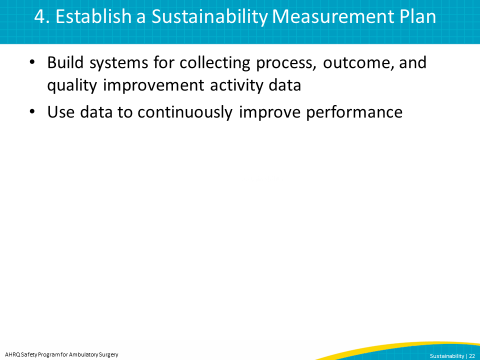 4. Establish a Sustainability Measurement Plan
• Build systems for collecting process, outcome, and
quality improvement activity data
• Use data to continuously improve performance
AHRQ Safety Program for Ambulatory Surgery
Sustainability | 22